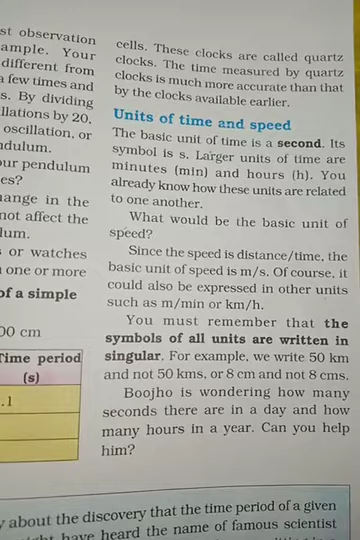 st observation
ample. Your
different from
a few times and
s. By dividing
llations by 20,
oscillation, or
ndulum.
our pendulum
es?
ange in the
not affect the
lum.
or watches
one or more
of a simple
00 cm
Time period
(s)
.1
cells. These clocks are called quartz
clocks. The time measured by quartz
clocks is much more accurate than that
by the clocks available earlier.
Units of time and speed
The basic unit of time is a second. Its
symbol is s. Larger units of time are
minutes (min) and hours (h). You
already know how these units are related
to one another.
What would be the basic unit of
speed?
Since the speed is distance/time, the
basic unit of speed is m/s. Of course, it
could also be expressed in other units
such as m/min or km/h.
You must remember that the
symbols of all units are written in
singular. For example, we write 50 km
and not 50 kms, or 8 cm and not 8 cms.
Boojho is wondering how many
seconds there are in a day and how
many hours in a year. Can you help
him?
y about the discovery that the time period of a given
ght have heard the name of famous scientist